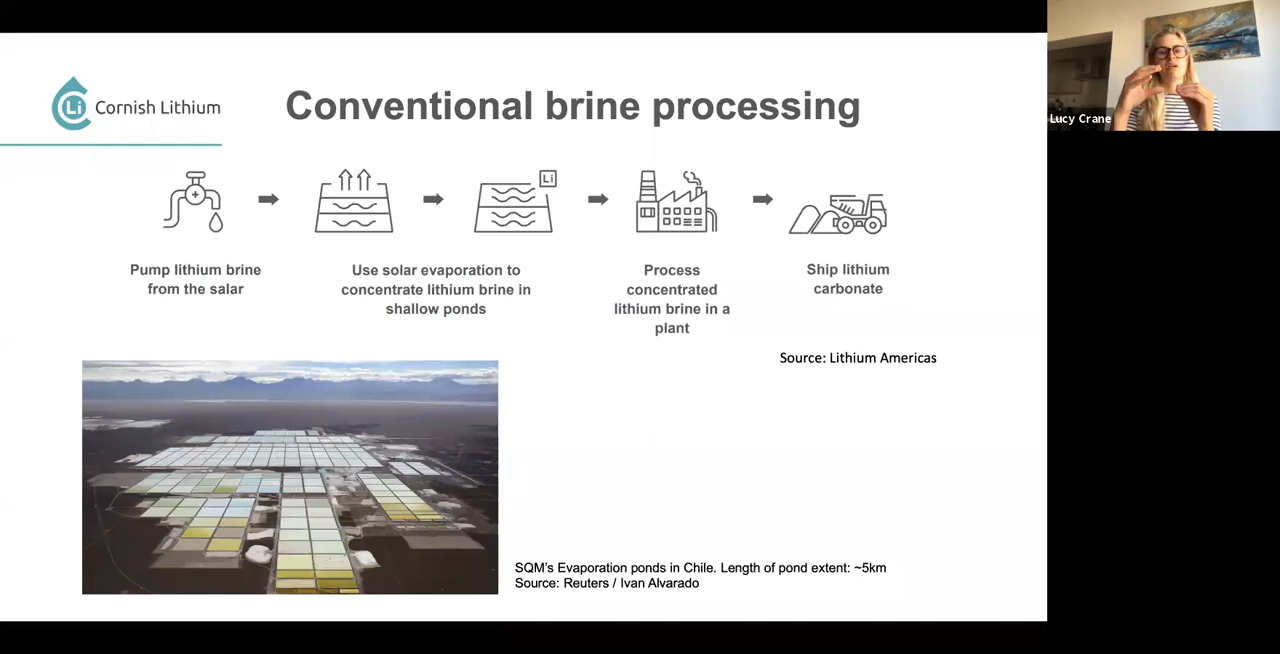 Li
Cornish Lithium
Conventional brine processing
Li
Pump lithium brine
from the salar
Use solar evaporation to
concentrate lithium brine in
shallow ponds
Process
concentrated
lithium brine in a
plant
Ship lithium
carbonate
Source: Lithium Americas
SQM's Evaporation ponds in Chile. Length of pond extent: ~5km
Source: Reuters / Ivan Alvarado
Lucy Crane